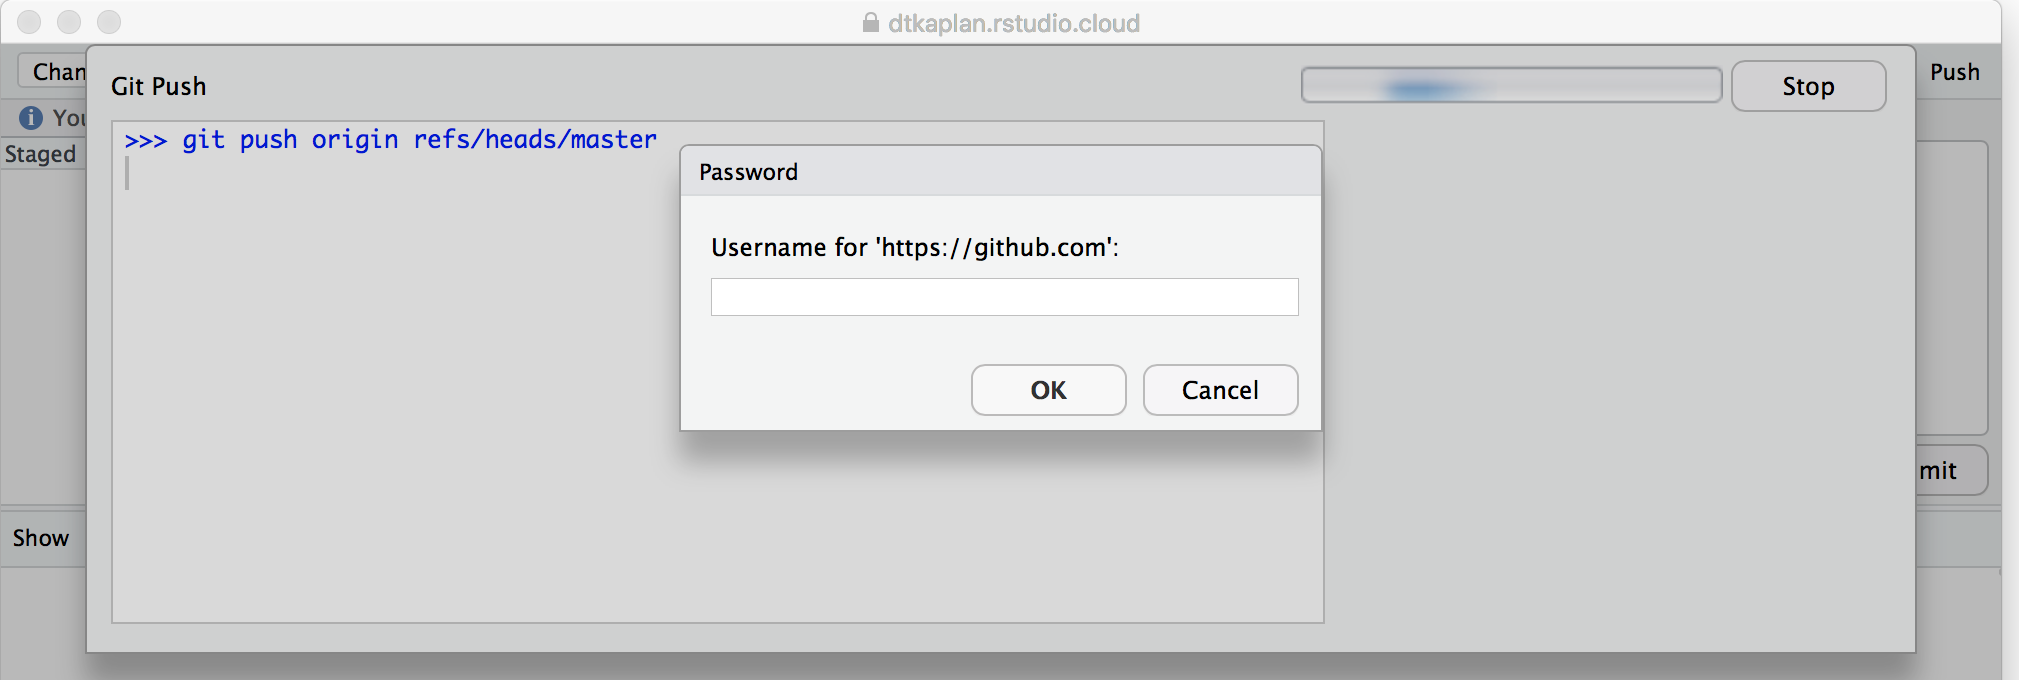 dtkaplan.rstudio.cloud
Chan
Git Push
Stop
Push
You
>>> git push origin refs/heads/master
Staged
Password
Username for 'https://github.com':
OK
Cancel
mit
Show